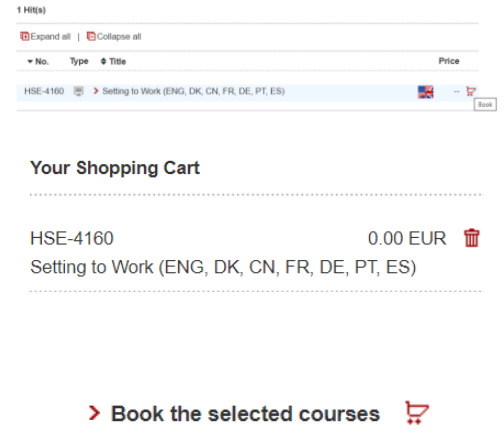 1 Hit(s)
Expand all | Collapse all
No. Type Title Price
HSE-4160 Setting to Work (ENG, DK, CN, FR, DE, PT, ES) --
Book
Your Shopping Cart
HSE-4160 0.00 EUR
Setting to Work (ENG, DK, CN, FR, DE, PT, ES)
Book the selected courses